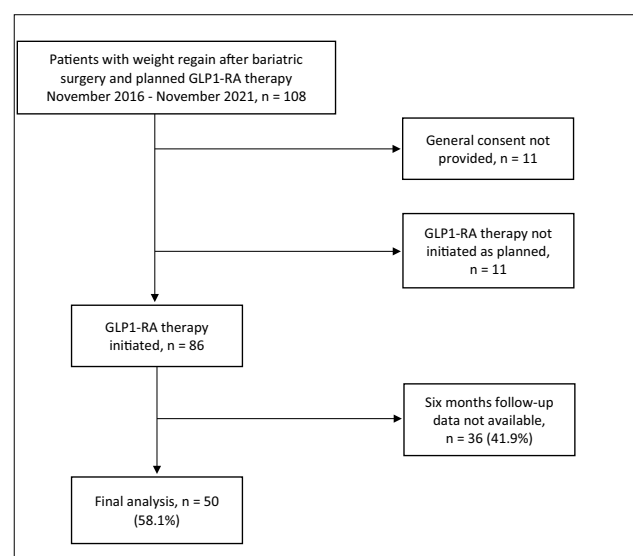 Patients with weight regain after bariatric
surgery and planned GLP1-RA therapy
November 2016 - November 2021, n = 108
General consent not
provided, n = 11
GLP1-RA therapy not
initiated as planned,
n = 11
GLP1-RA therapy
initiated, n = 86
Six months follow-up
data not available,
n = 36 (41.9%)
Final analysis, n = 50
(58.1%)